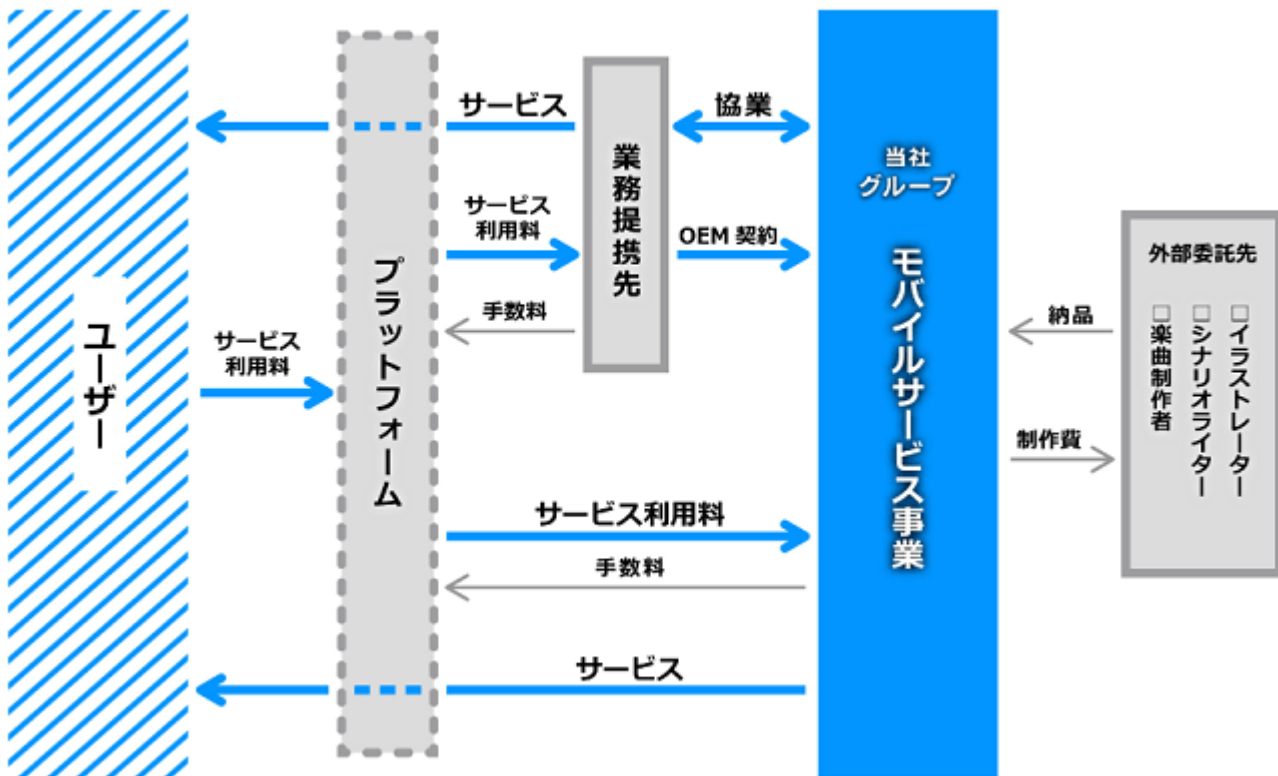 ユーザー
サービス
利用料
プラットフォーム
サービス
サービス
利用料
手数料
業務提携先
協業
OEM 契約
サービス利用料
手数料
サービス
当社
グループ
モバイルサービス事業
納品
制作費
外部委託先
□イラストレーター
□シナリオライター
□楽曲制作者